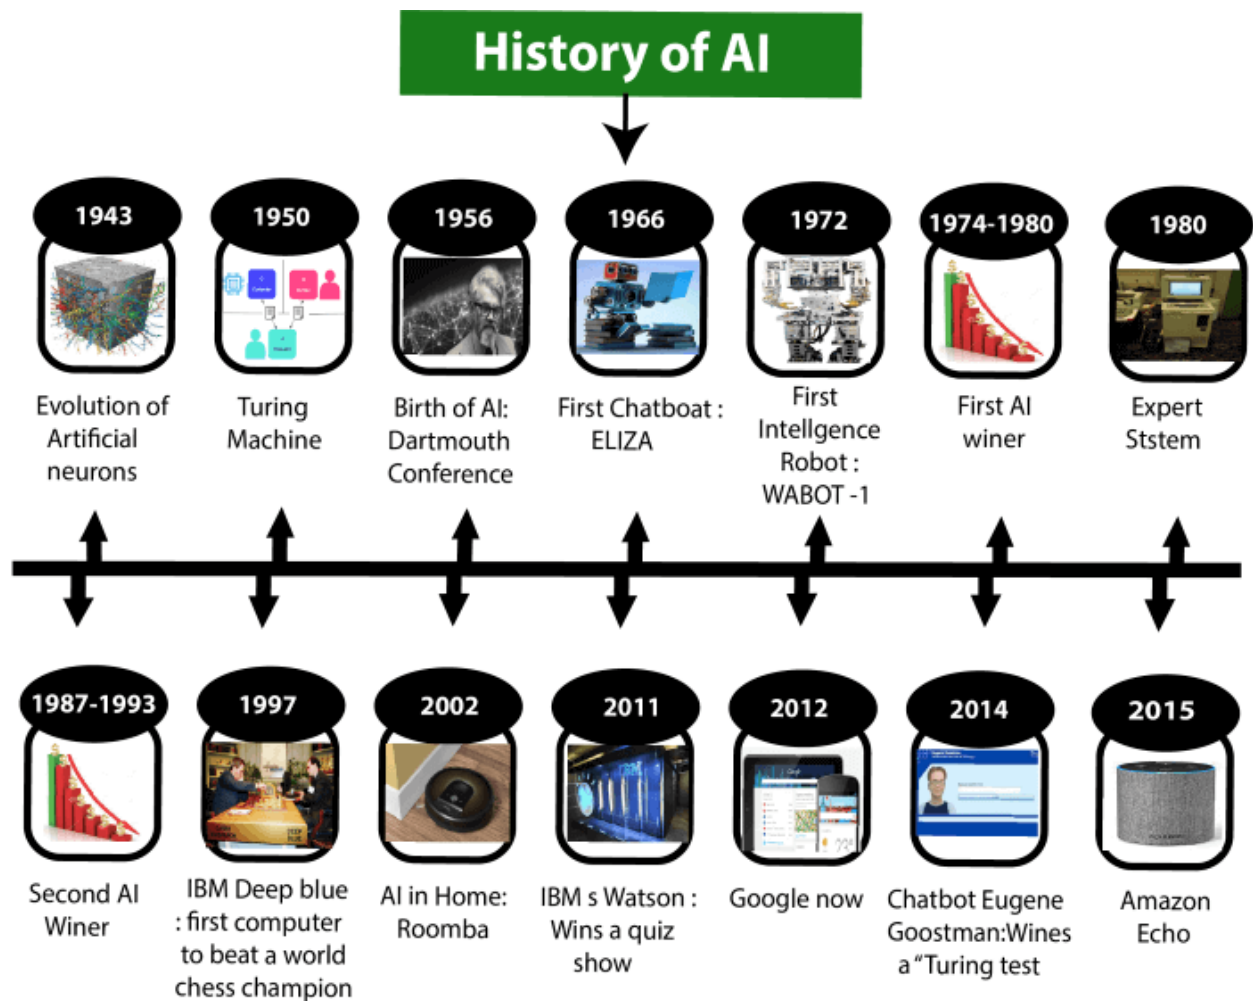 History of AI
1943
1950
1956
1966
1972
1974-1980
1980
Evolution of
Artificial
neurons
Turing
Machine
Birth of AI:
Dartmouth
Conference
First Chatboat :
ELIZA
First
Intellgence
Robot :
WABOT -1
First AI
winer
Expert
Ststem
1987-1993
1997
2002
2011
2012
2014
2015
Second AI
Winer
IBM Deep blue
: first computer
to beat a world
chess champion
AI in Home:
Roomba
IBM s Watson :
Wins a quiz
show
Google now
Chatbot Eugene
Goostman:Wines
a “Turing test
Amazon
Echo